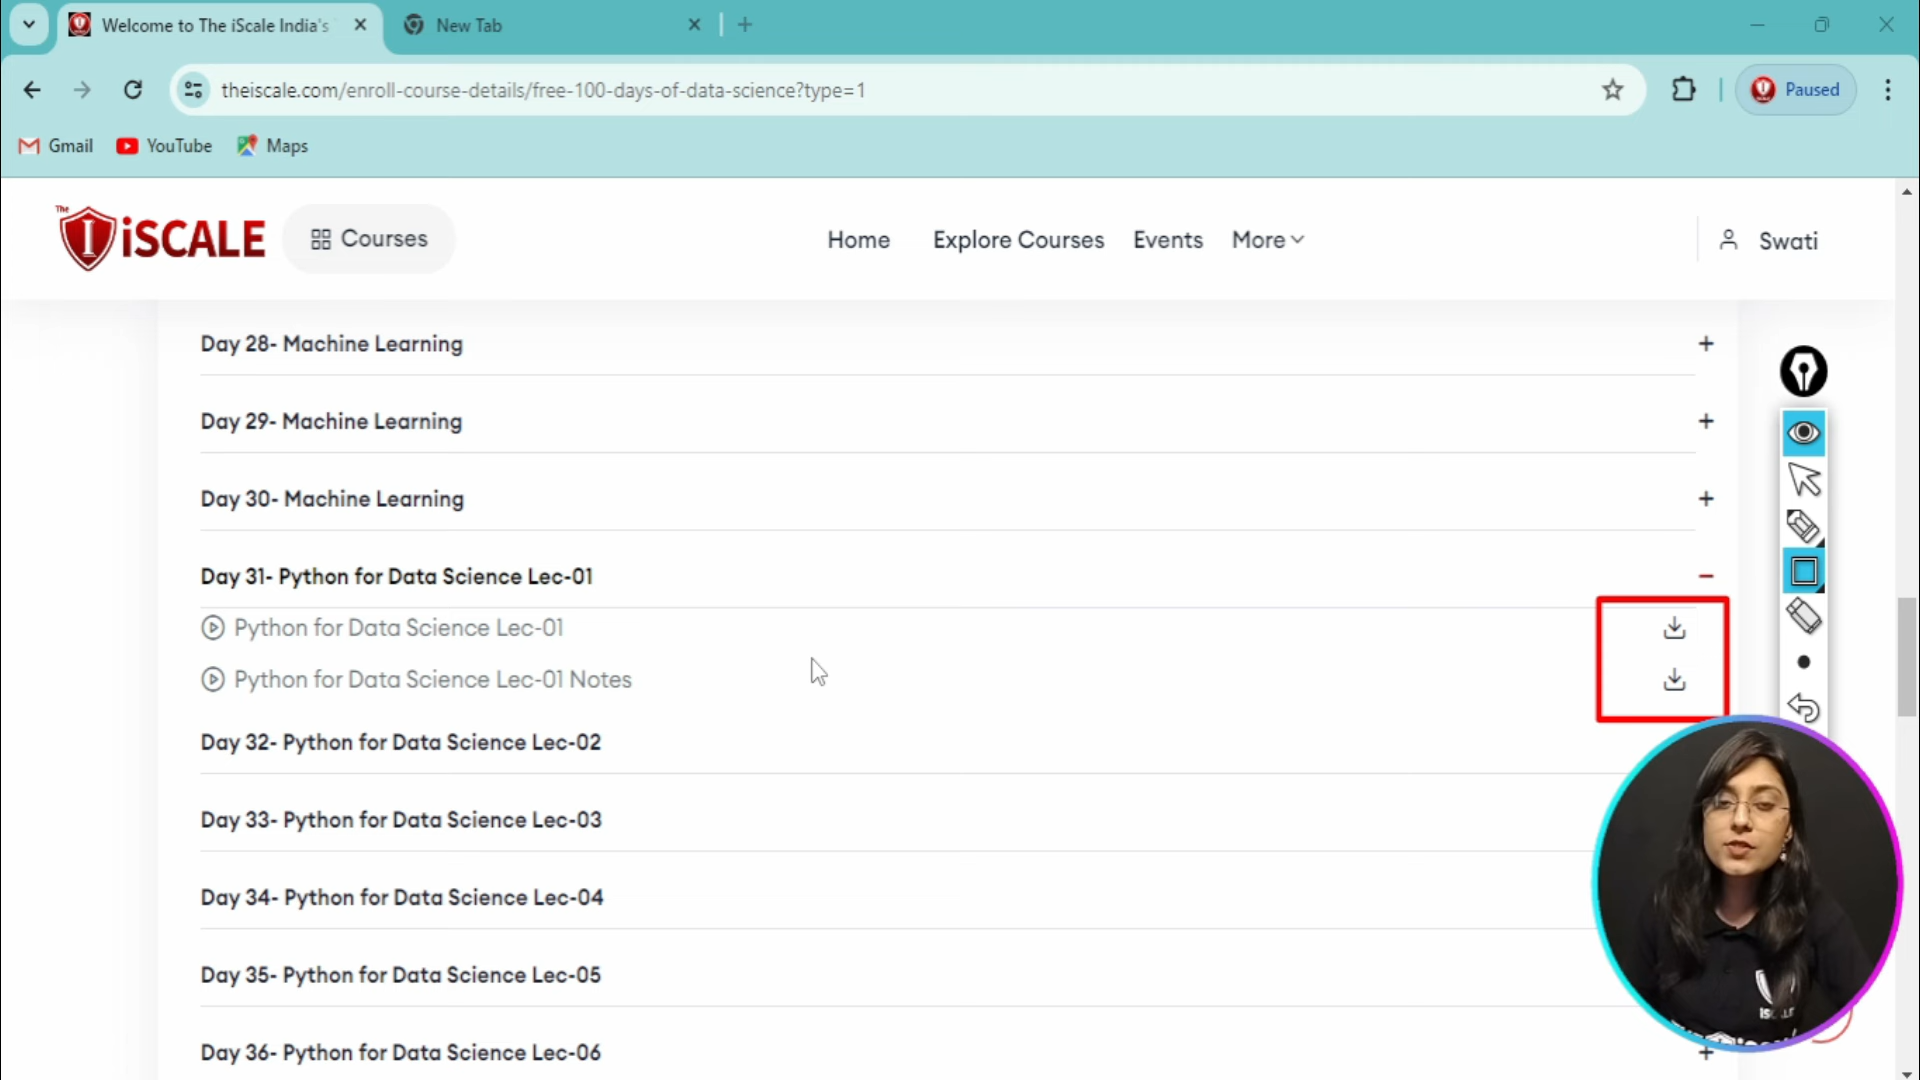 Welcome to The iScale India's
New Tab
theiscale.com/enroll-course-details/free-100-days-of-data-science?type=1
Paused
Gmail
YouTube
Maps
The iSCALE
Courses
Home
Explore Courses
Events
More
Swati
Day 28- Machine Learning
Day 29- Machine Learning
Day 30- Machine Learning
Day 31- Python for Data Science Lec-01
Python for Data Science Lec-01
Python for Data Science Lec-01 Notes
Day 32- Python for Data Science Lec-02
Day 33- Python for Data Science Lec-03
Day 34- Python for Data Science Lec-04
Day 35- Python for Data Science Lec-05
Day 36- Python for Data Science Lec-06